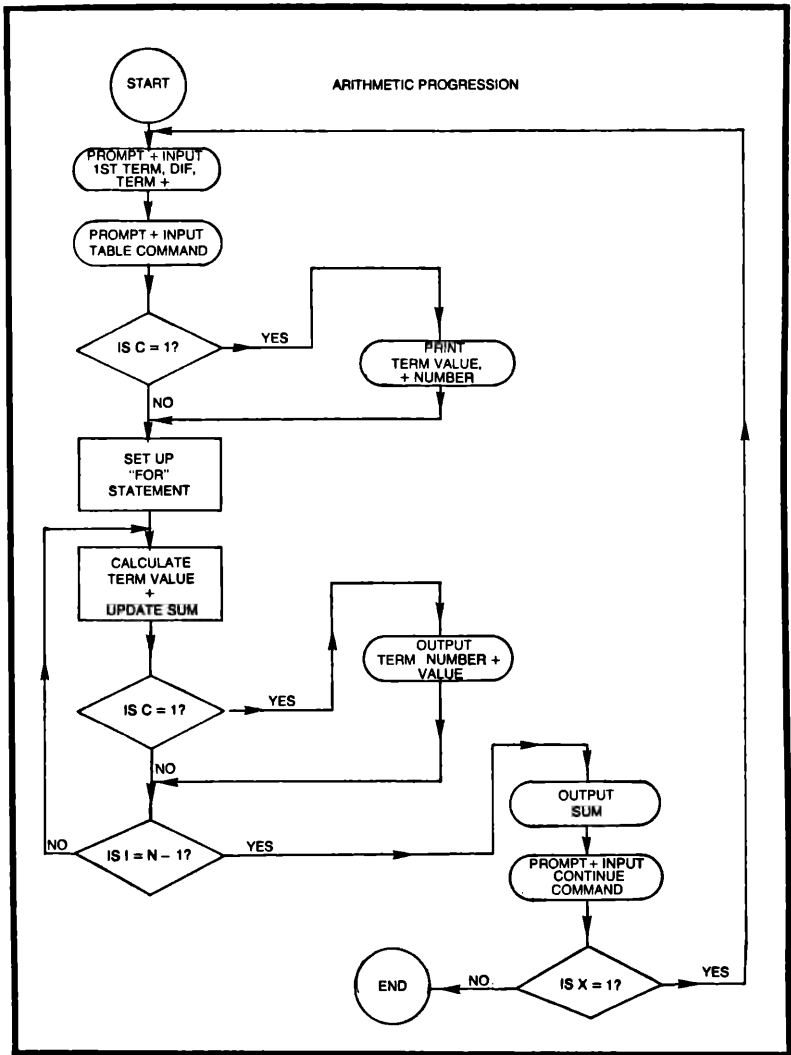 START
ARITHMETIC PROGRESSION
PROMPT + INPUT
1ST TERM, DIF,
TERM +
PROMPT + INPUT
TABLE COMMAND
IS C = 1?
YES
PRINT
TERM VALUE,
+ NUMBER
NO
SET UP
"FOR"
STATEMENT
CALCULATE
TERM VALUE
+
UPDATE SUM
OUTPUT
TERM NUMBER +
VALUE
IS C = 1?
YES
NO
OUTPUT
SUM
NO
IS I = N – 1?
YES
PROMPT + INPUT
CONTINUE
COMMAND
END
NO
IS X = 1?
YES